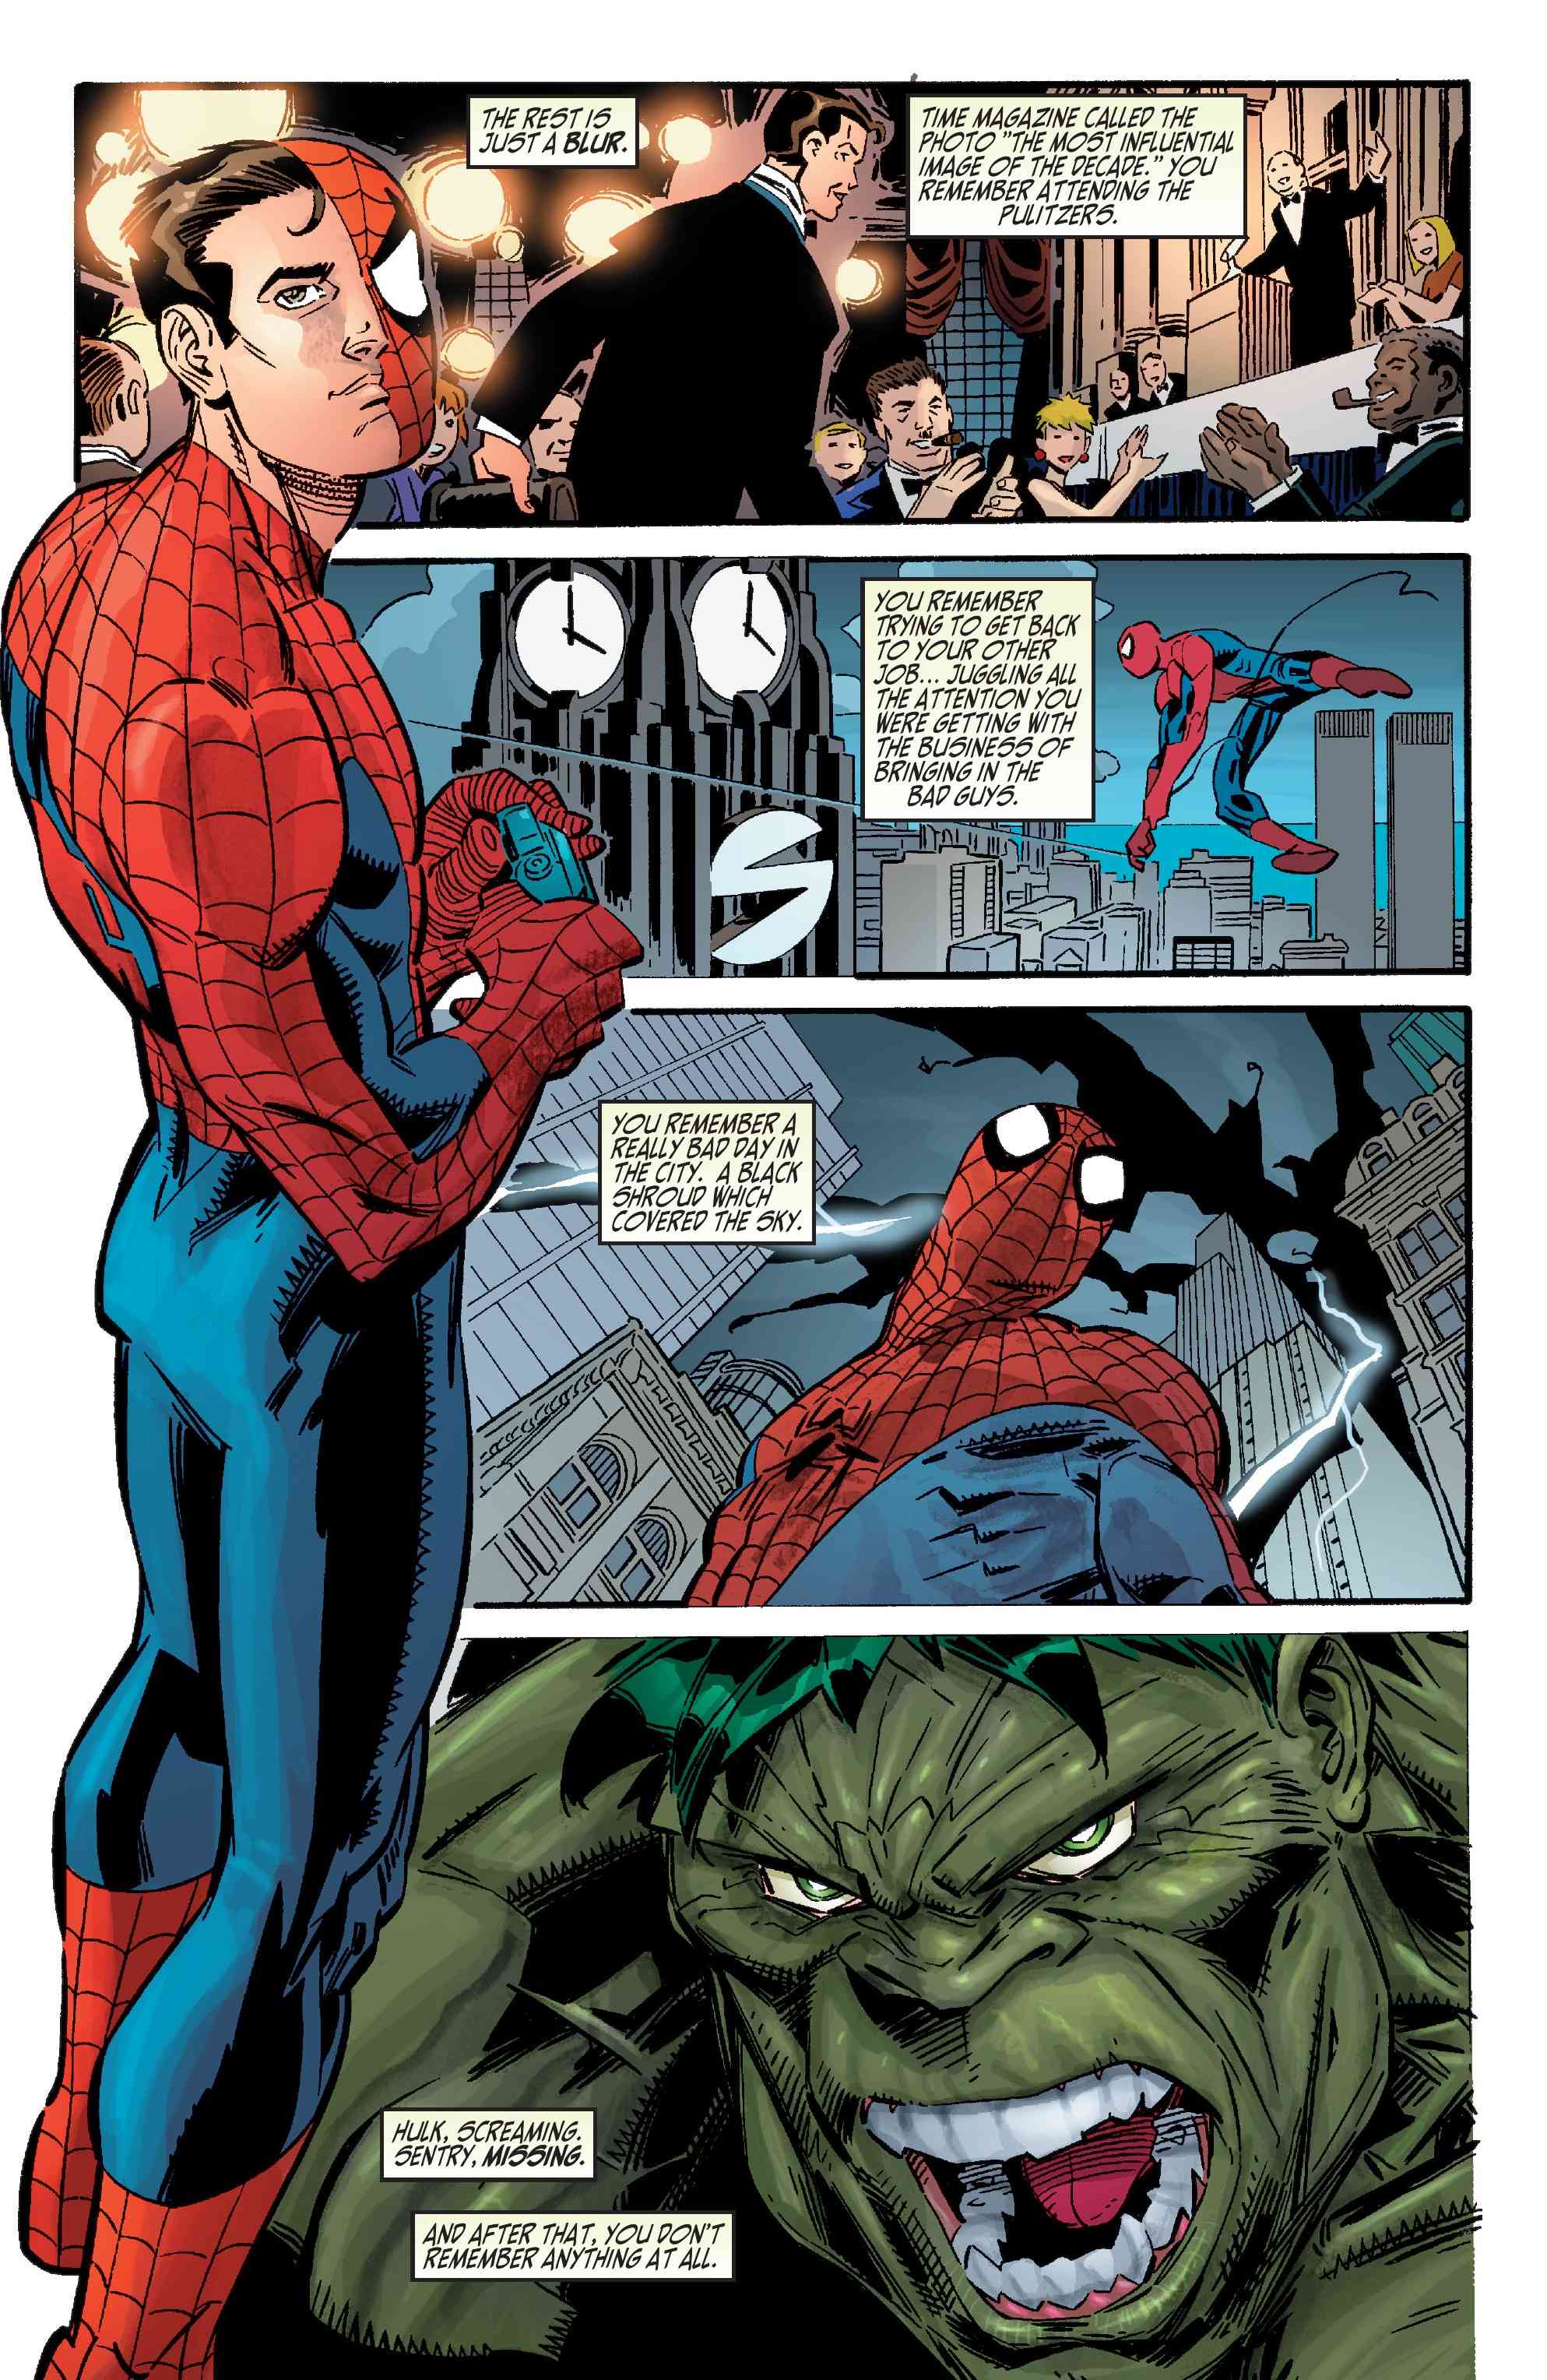 THE REST IS
JUST A BLUR.
TIME MAGAZINE CALLED THE
PHOTO "THE MOST INFLUENTIAL
IMAGE OF THE DECADE." YOU
REMEMBER ATTENDING THE
PULITZERS.
YOU REMEMBER
TRYING TO GET BACK
TO YOUR OTHER
JOB... JUGGLING ALL
THE ATTENTION YOU
WERE GETTING WITH
THE BUSINESS OF
BRINGING IN THE
BAD GUYS.
S
YOU REMEMBER A
REALLY BAD DAY IN
THE CITY. A BLACK
SHROUD WHICH
COVERED THE SKY.
HULK, SCREAMING.
SENTRY, MISSING.
AND AFTER THAT, YOU DON'T
REMEMBER ANYTHING AT ALL.